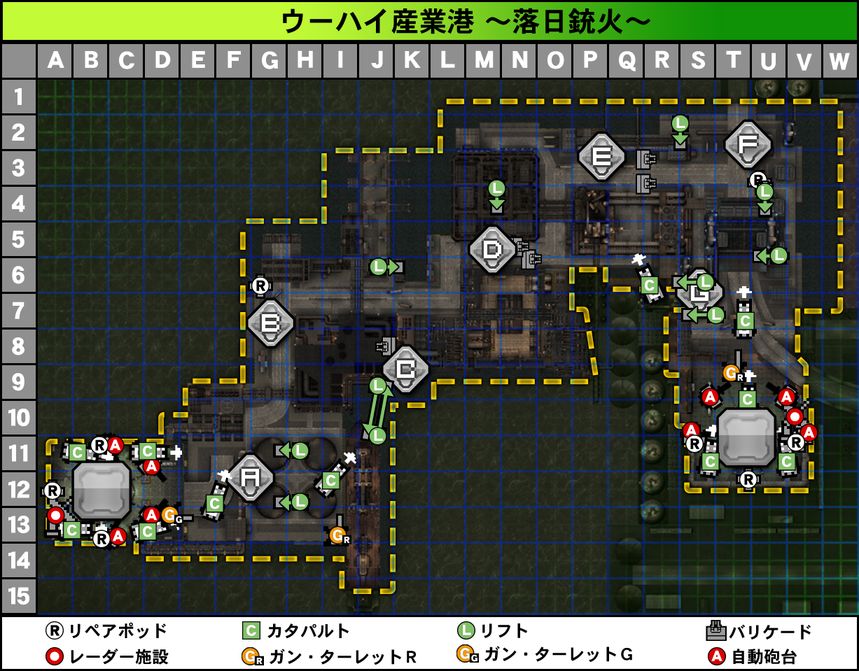 ウーハイ産業港 ～落日銃火～
A B C D E F G H I J K L M N O P Q R S T U V W
1
2
3
4
5
6
7
8
9
10
11
12
13
14
15
E
F
L
R
L
L
D
L
L
R
C
L
G
B
L
C
C
L
G R
C
A
A
L
A
A
R
A
R
C
C
R
L
L
C
R
A
C
A
A
C
C
R
A
G G
C
R
A
C
G R
R リペアポッド
C カタパルト
L リフト
バリケード
レーダー施設
G R ガン・ターレットR
G G ガン・ターレットG
A 自動砲台